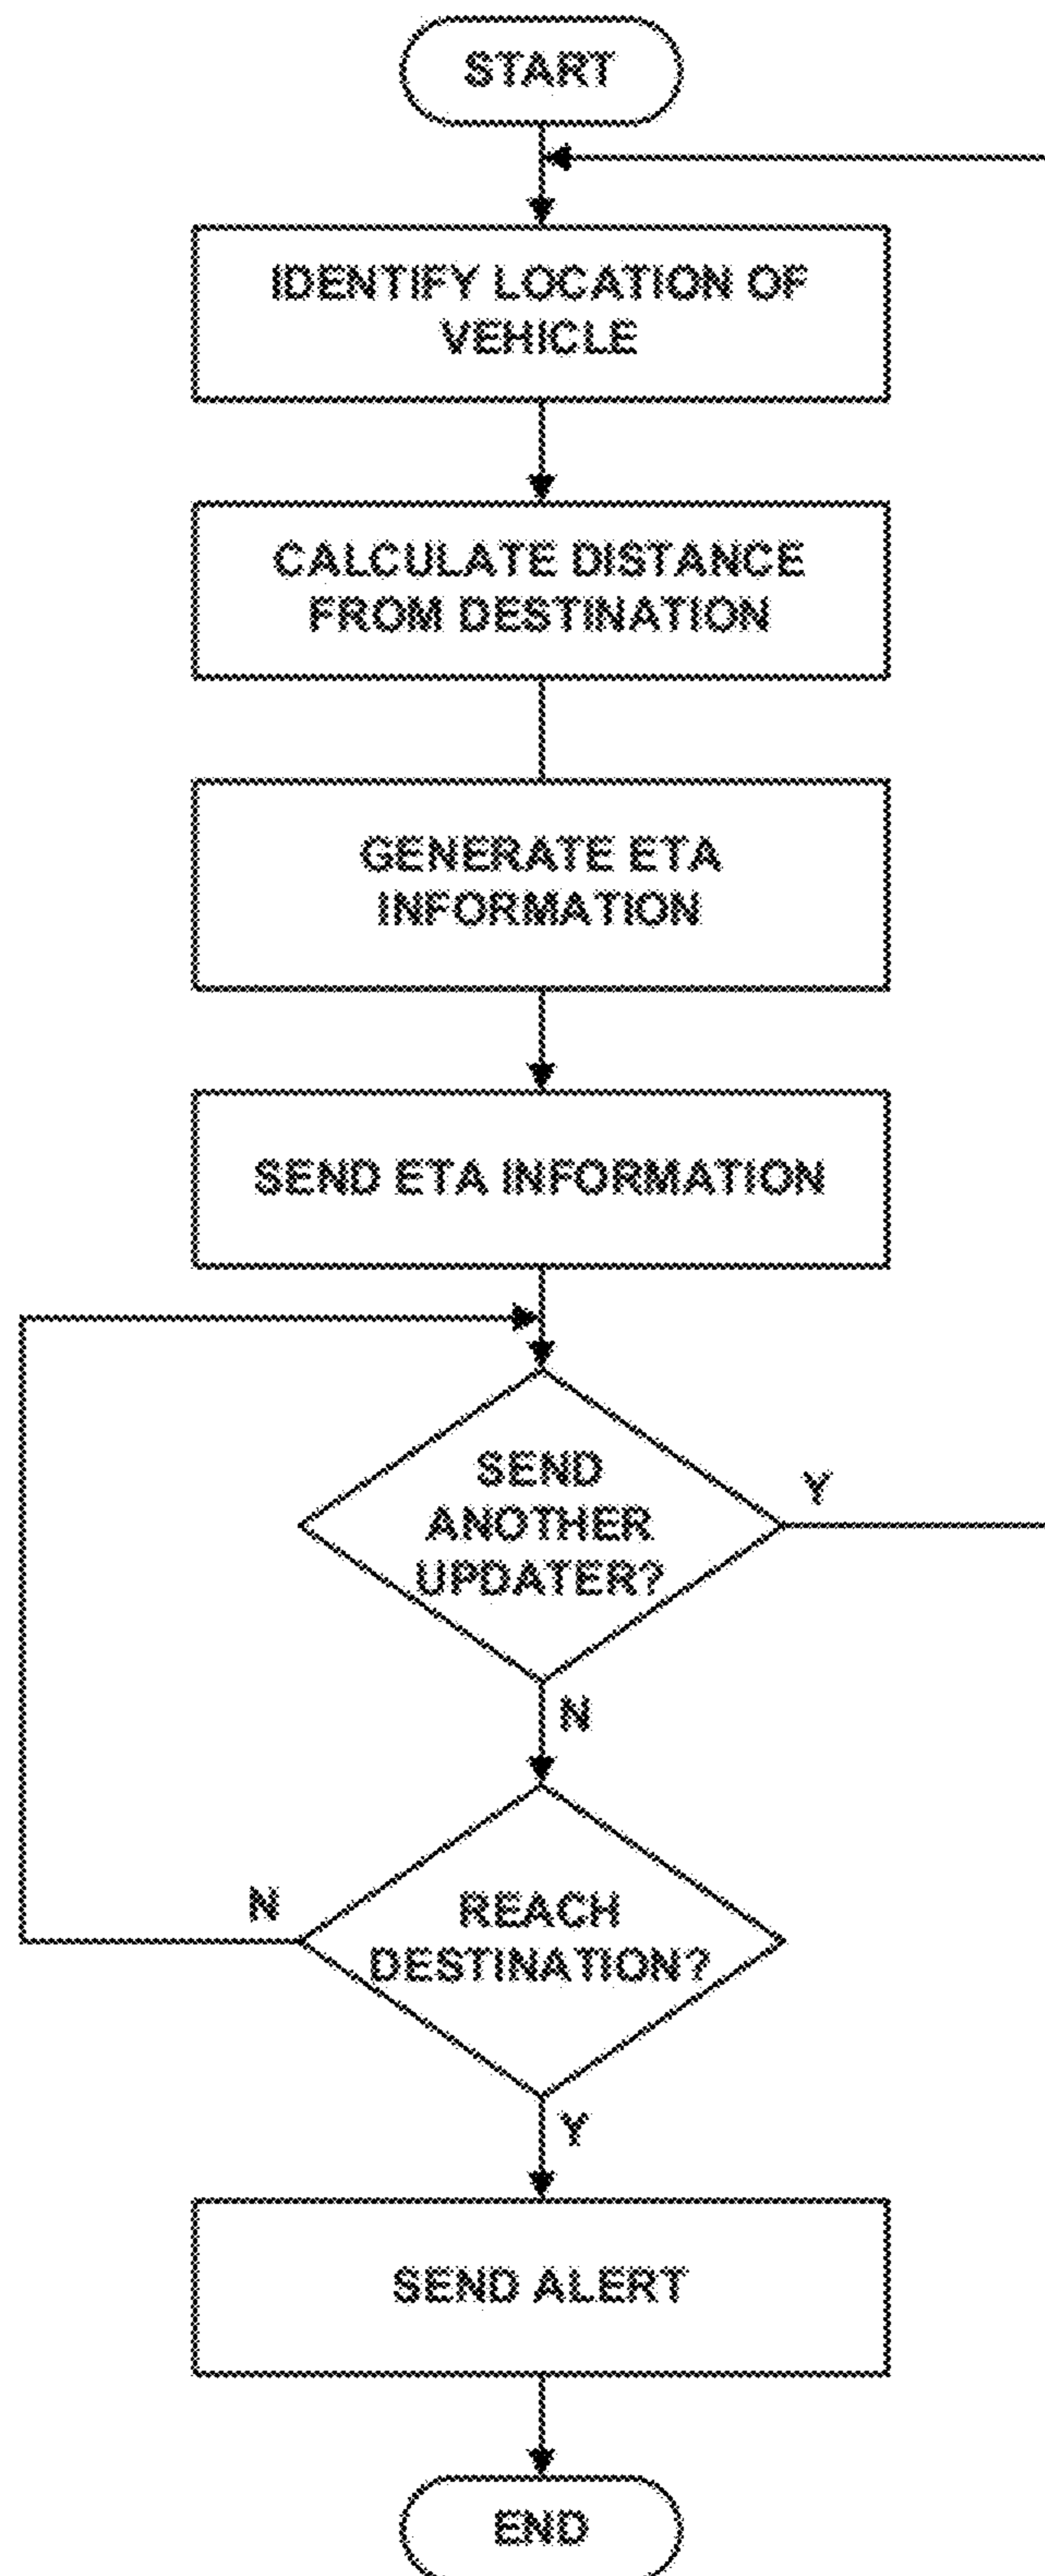 START
IDENTIFY LOCATION OF
VEHICLE
CALCULATE DISTANCE
FROM DESTINATION
GENERATE ETA
INFORMATION
SEND ETA INFORMATION
SEND
ANOTHER
UPDATER?
Y
N
REACH
DESTINATION?
N
Y
SEND ALERT
END